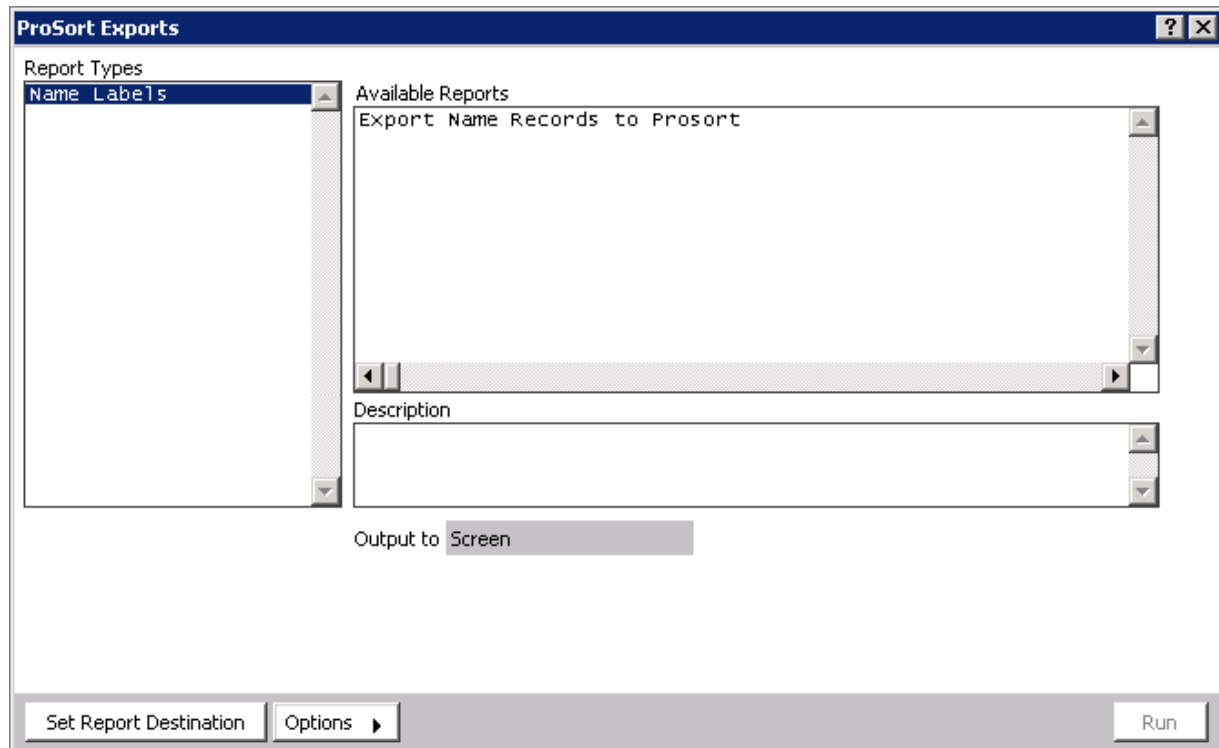 ProSort Exports
Report Types
Name Labels
Available Reports
Export Name Records to Prosort
Description
Output to Screen
Set Report Destination
Options
Run